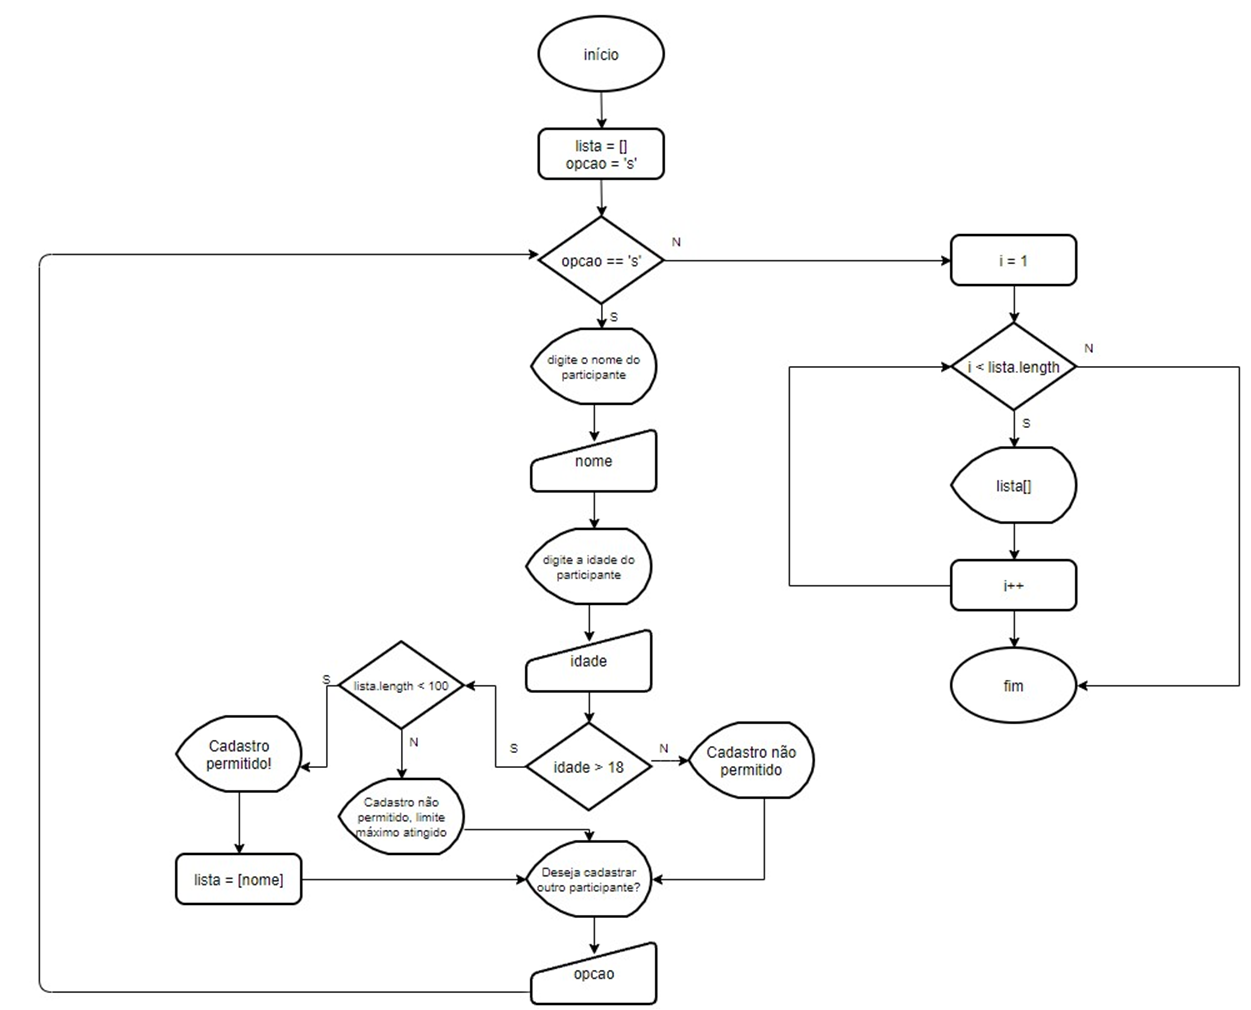 início
lista = []
opcao = 's'
opcao == 's'
N
S
digite o nome do
participante
nome
digite a idade do
participante
idade
idade > 18
S
N
lista.length < 100
S
N
Cadastro
permitido!
lista = [nome]
Cadastro não
permitido, limite
máximo atingido
Cadastro não
permitido
Deseja cadastrar
outro participante?
opcao
i = 1
i < lista.length
N
S
lista[]
i++
fim